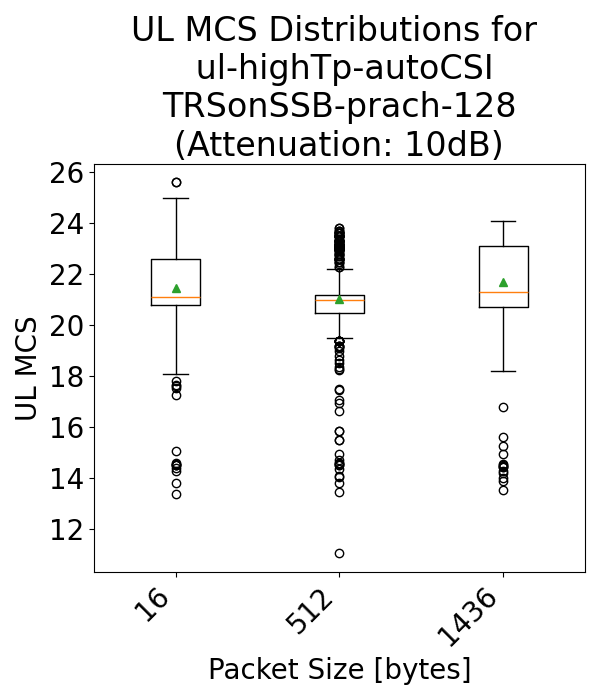 UL MCS Distributions for
ul-highTp-autoCSI
TRSonSSB-prach-128
(Attenuation: 10dB)
26
24
22
20
18
16
14
12
UL MCS
16
512
1436
Packet Size [bytes]